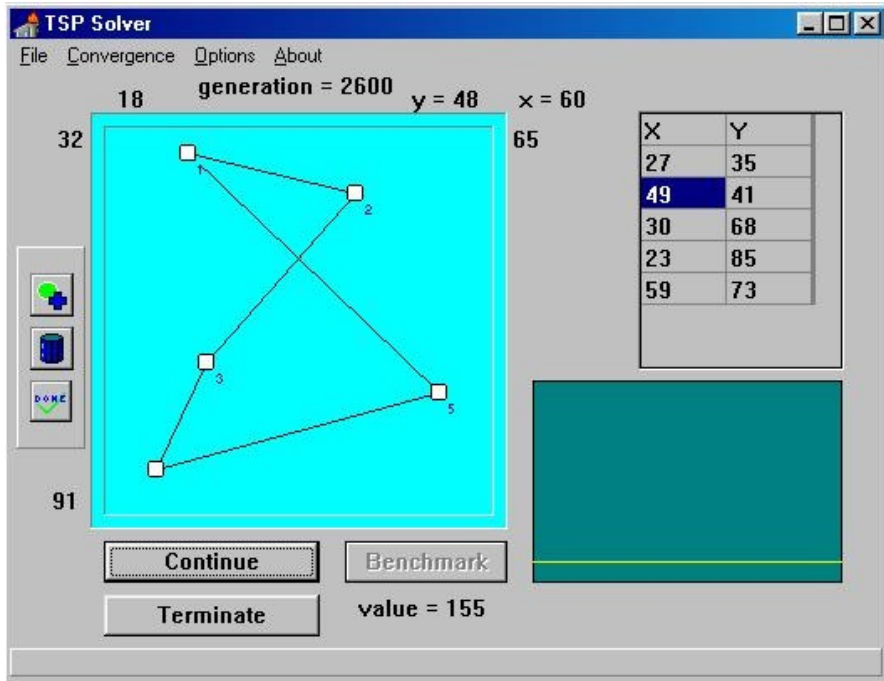 TSP Solver
File Convergence Options About
generation = 2600
18
y = 48 x = 60
32
65
1
2
3
5
91
X Y
27 35
49 41
30 68
23 85
59 73
DONE
Continue
Benchmark
Terminate
value = 155